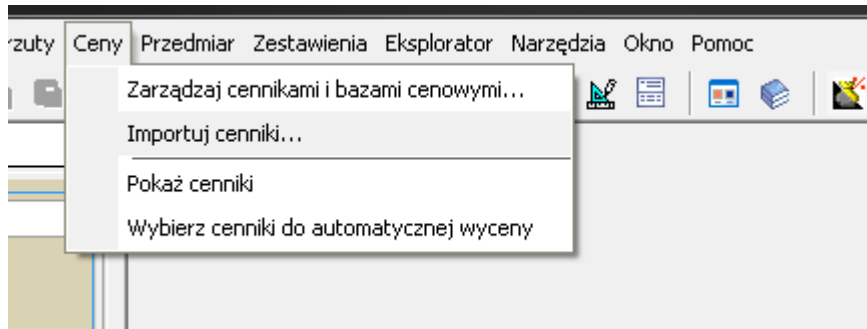 rzuty Ceny Przedmiar Zestawienia Eksplorator Narzędzia Okno Pomoc
Zarządzaj cennikami i bazami cenowymi...
Importuj cenniki...
Pokaż cenniki
Wybierz cenniki do automatycznej wyceny